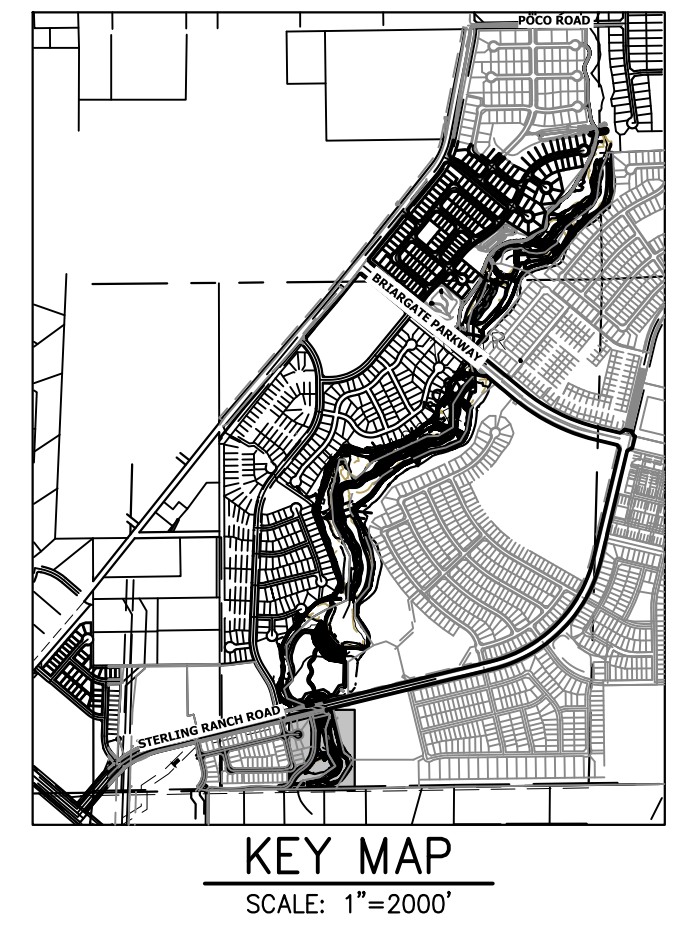 POCO ROAD
BRIARGATE PARKWAY
STERLING RANCH ROAD
KEY MAP
SCALE: 1"=2000'